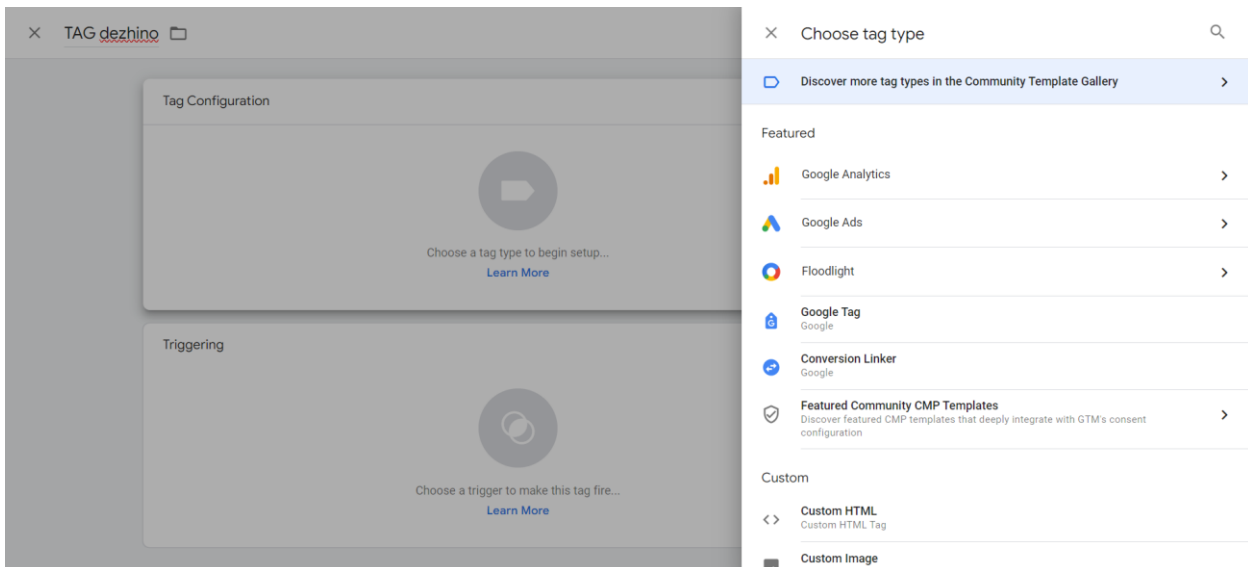 TAG dezhino
Tag Configuration
Choose a tag type to begin setup...
Learn More
Triggering
Choose a trigger to make this tag fire...
Learn More
Choose tag type
Discover more tag types in the Community Template Gallery
Featured
Google Analytics
Google Ads
Floodlight
Google Tag
Google
Conversion Linker
Google
Featured Community CMP Templates
Discover featured CMP templates that deeply integrate with GTM's consent
configuration
Custom
Custom HTML
Custom HTML Tag
Custom Image